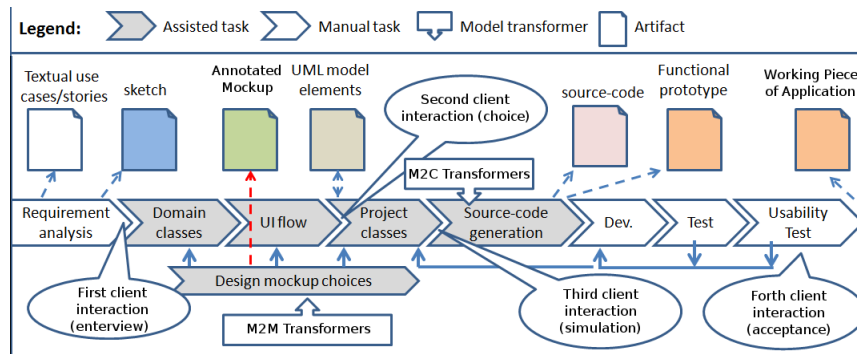 Legend:
Assisted task
Manual task
Model transformer
Artifact
Textual use
cases/stories
sketch
Annotated
Mockup
UML model
elements
Second client
interaction (choice)
source-code
Functional
prototype
Working Piece
of Application
M2C Transformers
Requirement
analysis
Domain
classes
UI flow
Project
classes
Source-code
generation
Dev.
Test
Usability
Test
Design mockup choices
First client
interaction
(enterview)
M2M Transformers
Third client
interaction
(simulation)
Forth client
interaction
(acceptance)